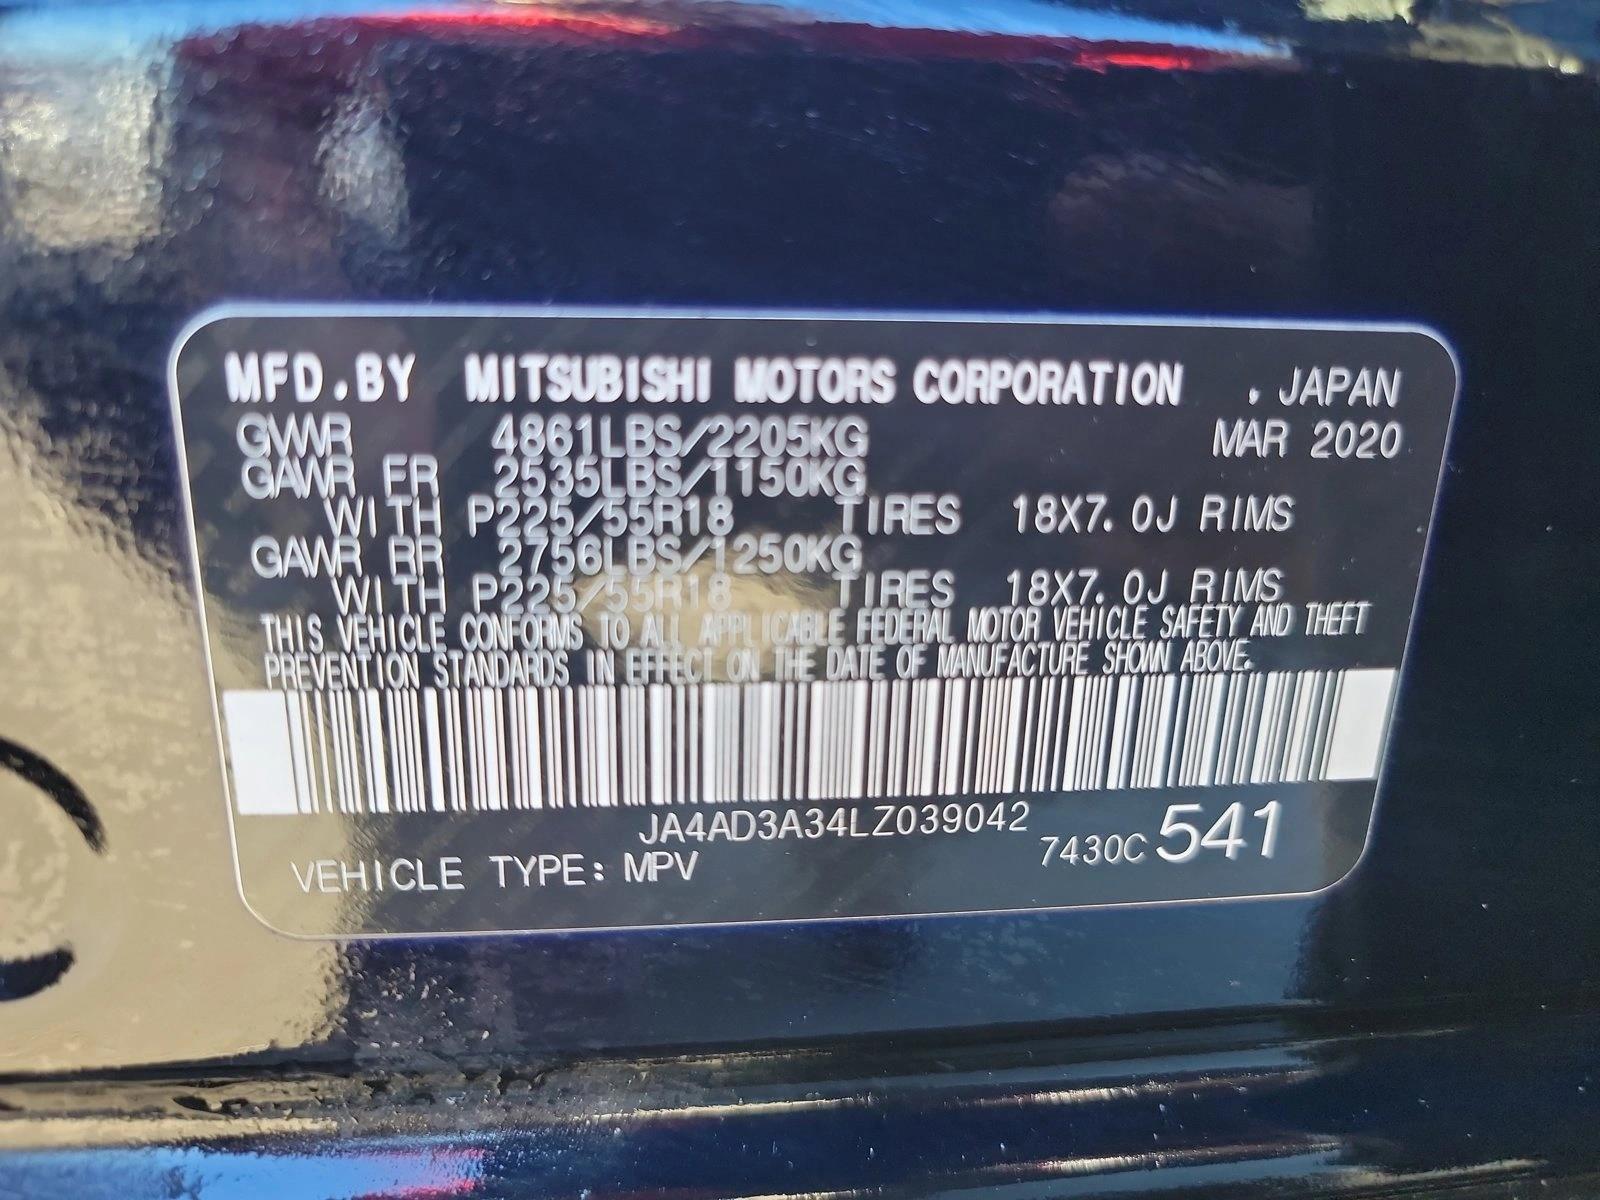 MFD.BY MITSUBISHI MOTORS CORPORATION . JAPAN
GVWR 4861LBS/2205KG MAR 2020
GAWR FR 2535LBS/1150KG
WITH P225/55R18 TIRES 18X7.0J RIMS
GAWR RR 2756LBS/1250KG
WITH P225/55R18 TIRES 18X7.0J RIMS
THIS VEHICLE CONFORMS TO ALL APPLICABLE FEDERAL MOTOR VEHICLE SAFETY AND THEFT
PREVENTION STANDARDS IN EFFECT ON THE DATE OF MANUFACTURE SHOWN ABOVE.
JA4AD3A34LZ039042
VEHICLE TYPE: MPV 7430C 541